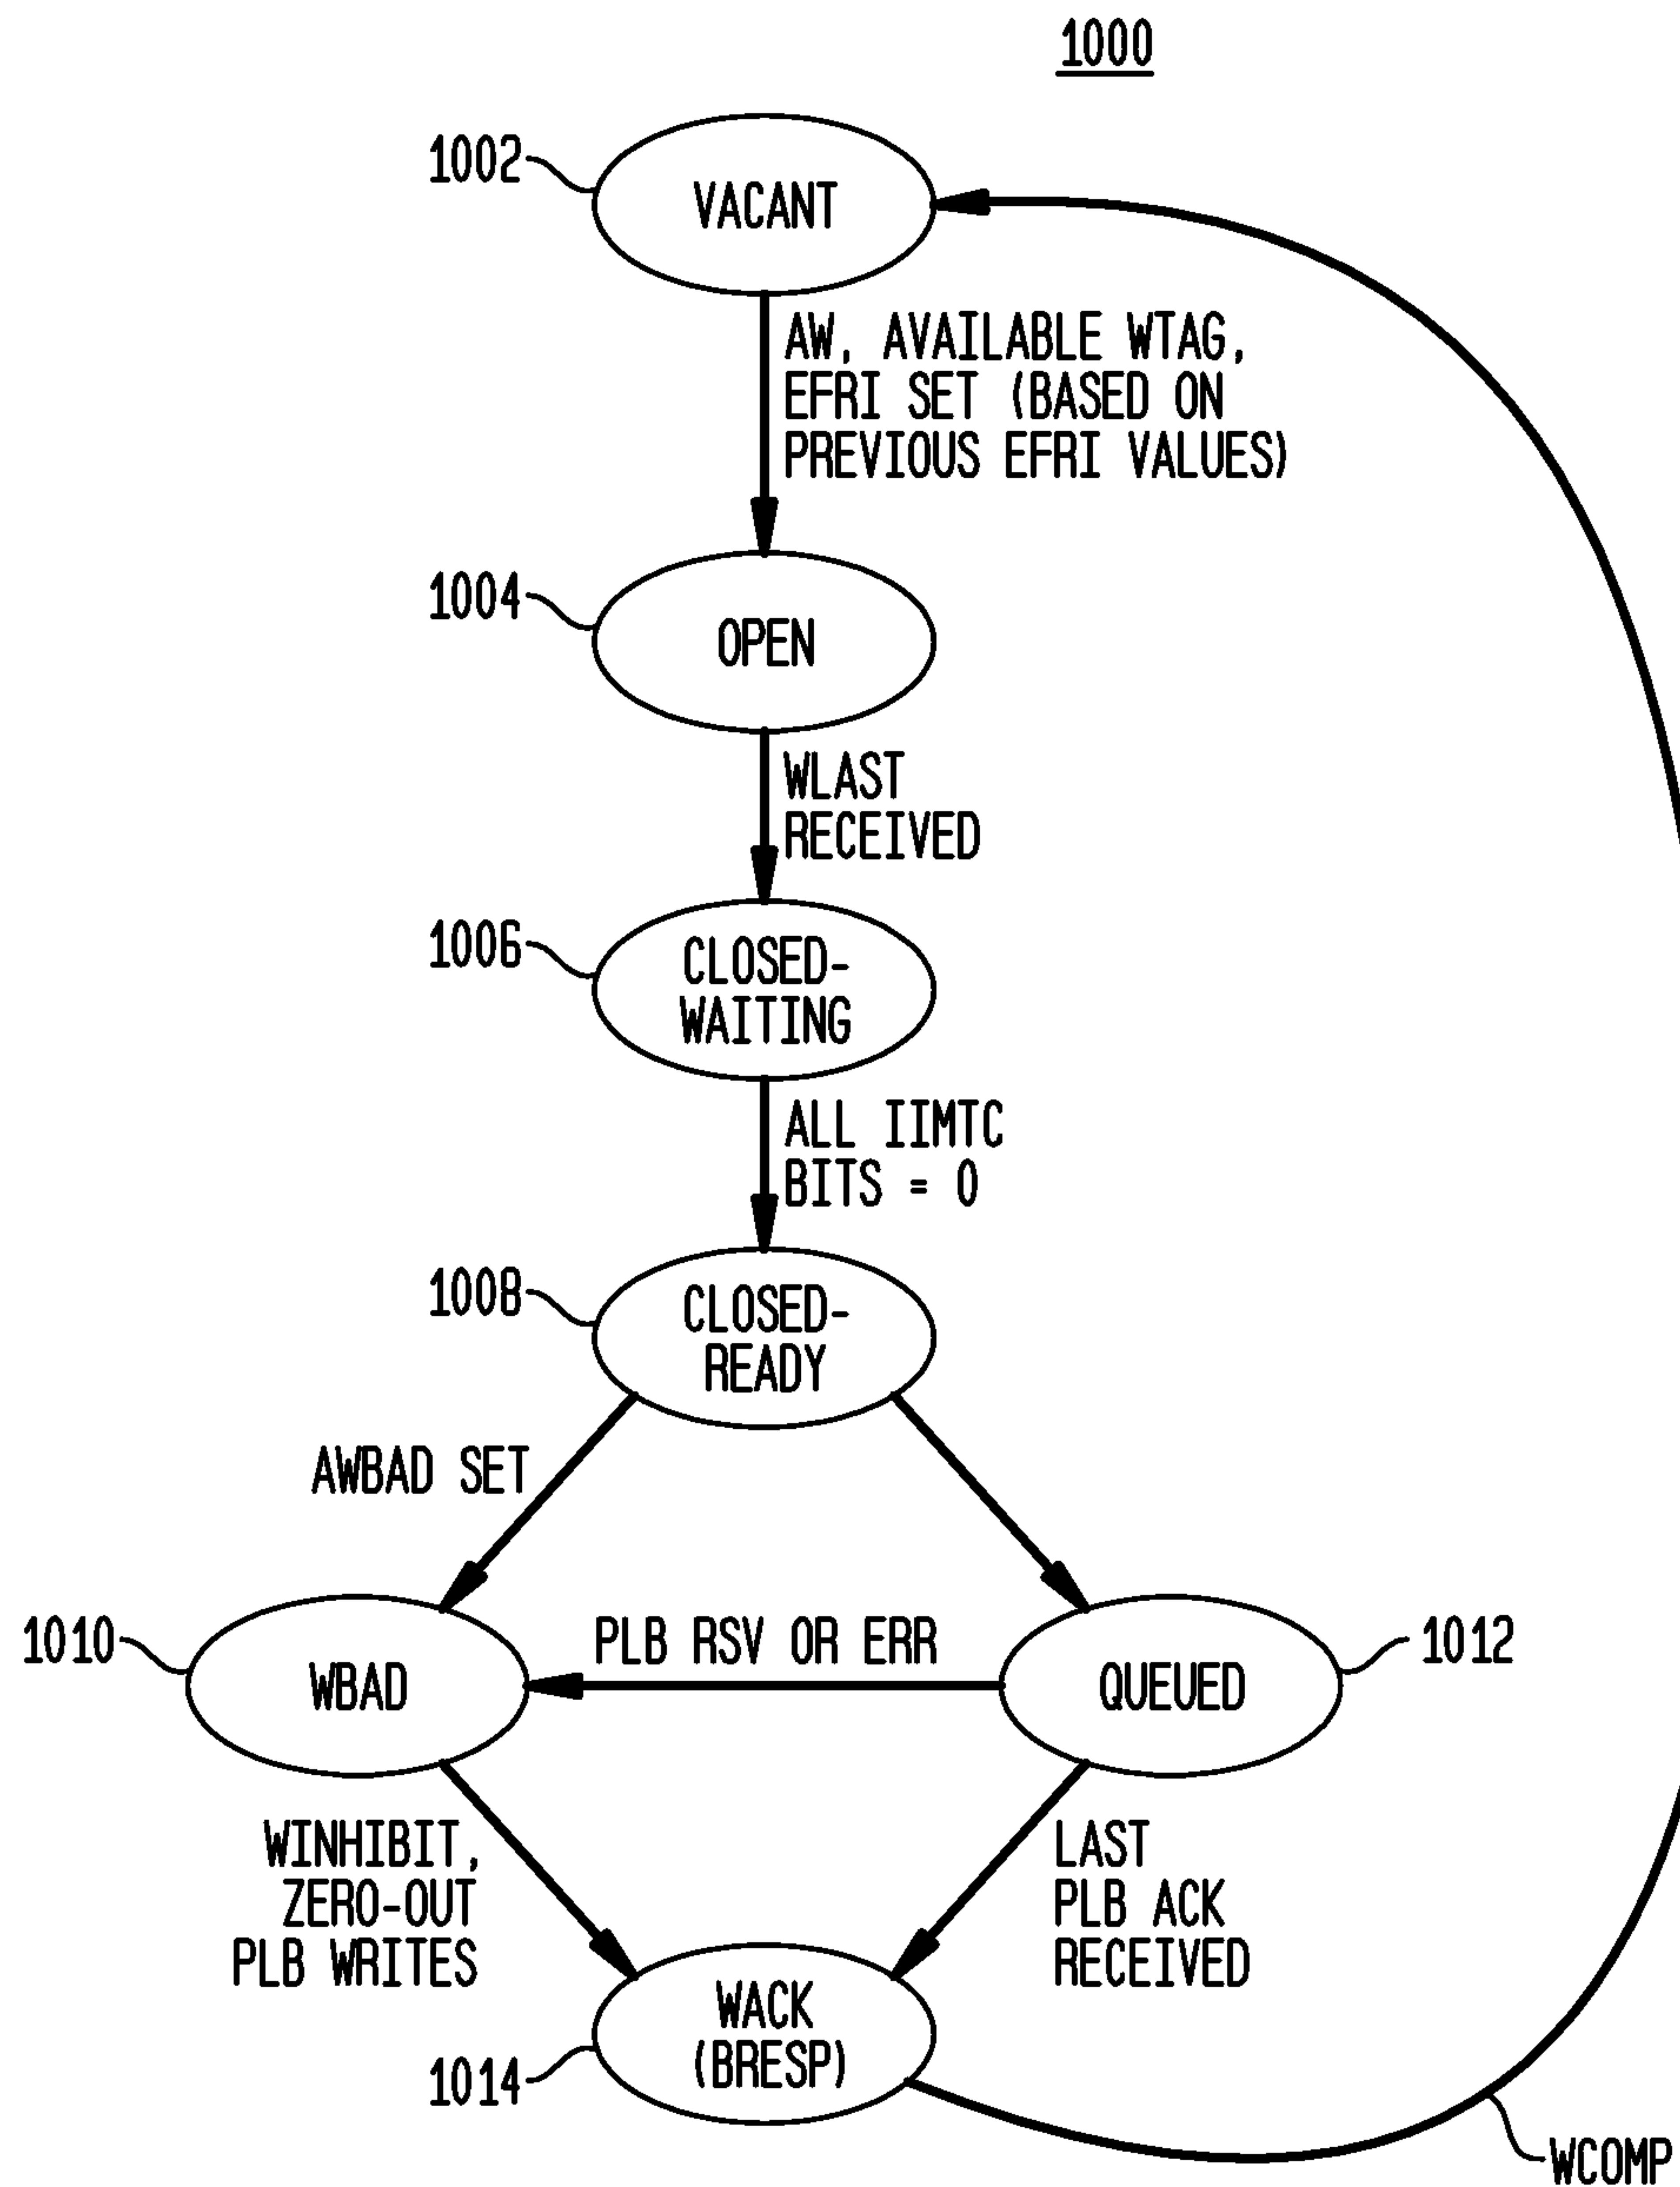 1000
1002
VACANT
AW, AVAILABLE WTAG,
EFRI SET (BASED ON
PREVIOUS EFRI VALUES)
1004
OPEN
WLAST
RECEIVED
1006
CLOSED-
WAITING
ALL IIMTC
BITS = 0
1008
CLOSED-
READY
AWBAD SET
1010
WBAD
PLB RSV OR ERR
QUEUED
1012
WINHIBIT,
ZERO-OUT
PLB WRITES
LAST
PLB ACK
RECEIVED
WACK
(BRESP)
1014
WCOMP